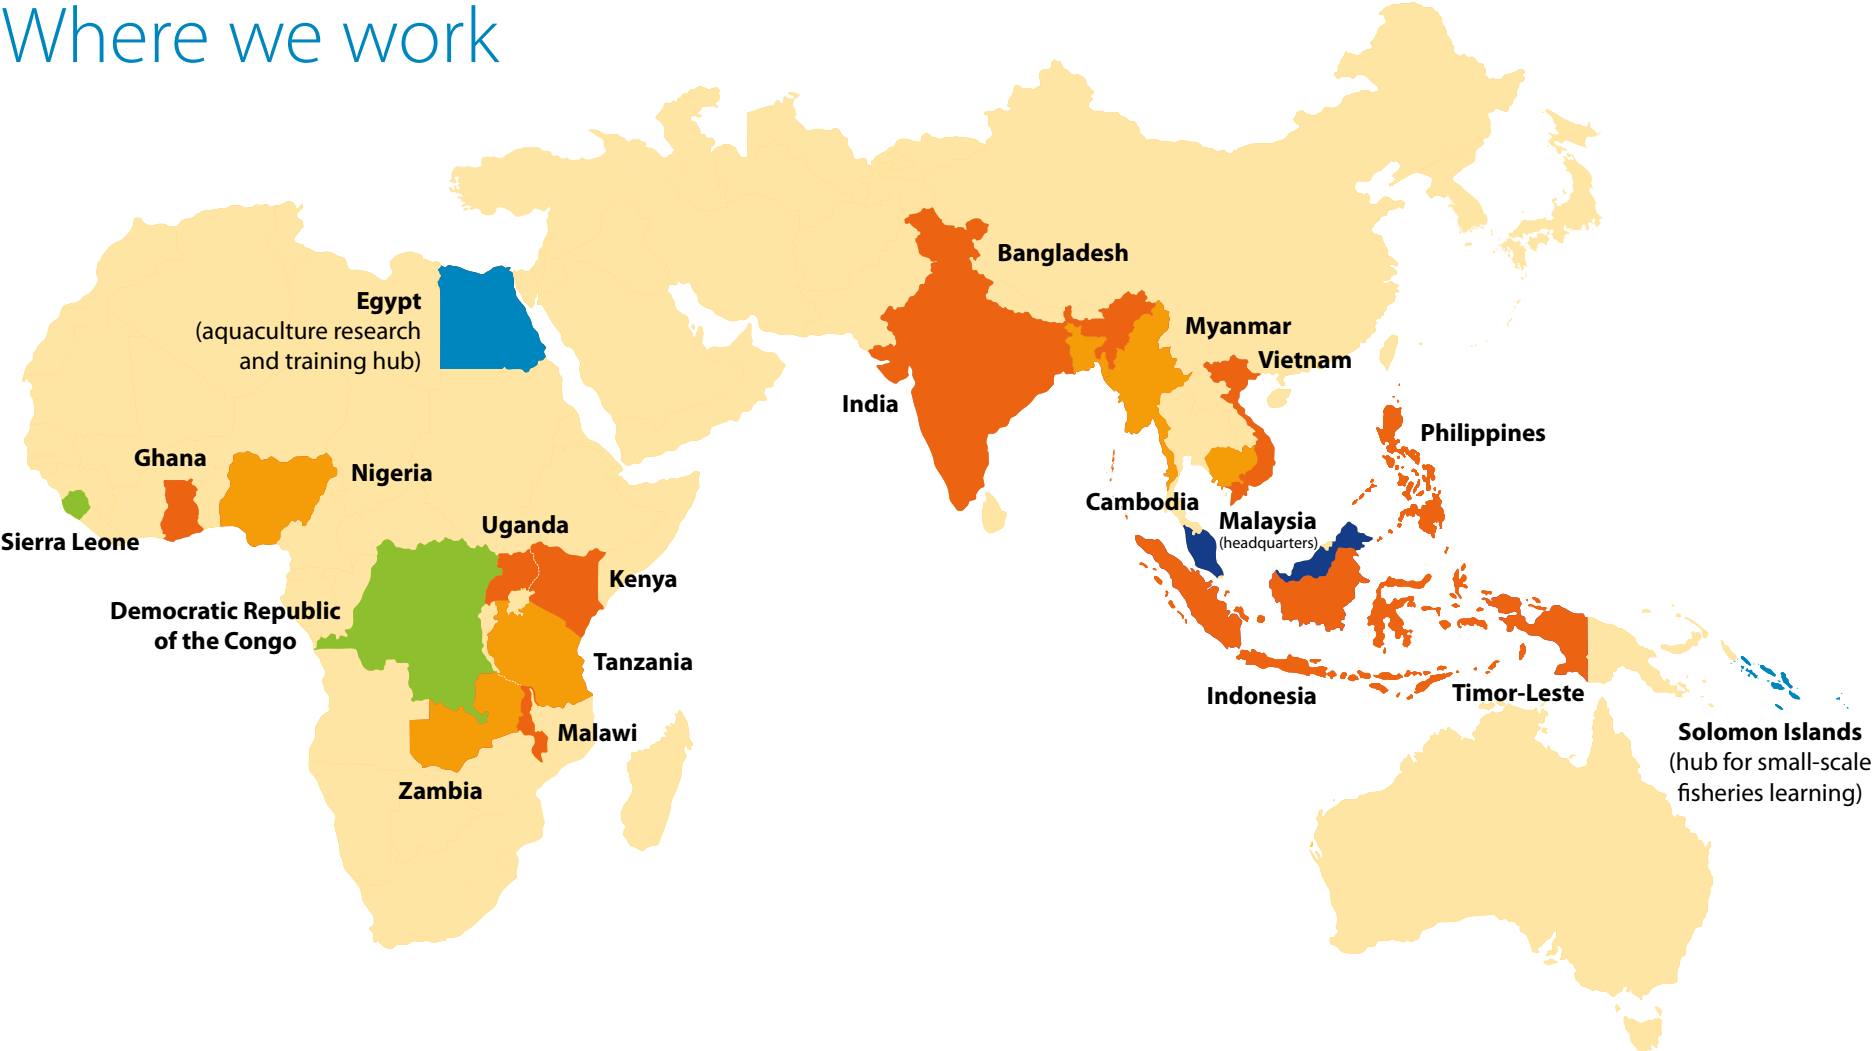 Where we work
Bangladesh
Egypt
(aquaculture research
and training hub)
Myanmar
Vietnam
India
Philippines
Ghana
Nigeria
Cambodia
Malaysia
(headquarters)
Uganda
Sierra Leone
Kenya
Democratic Republic
of the Congo
Tanzania
Indonesia
Timor-Leste
Malawi
Solomon Islands
(hub for small-scale
fisheries learning)
Zambia